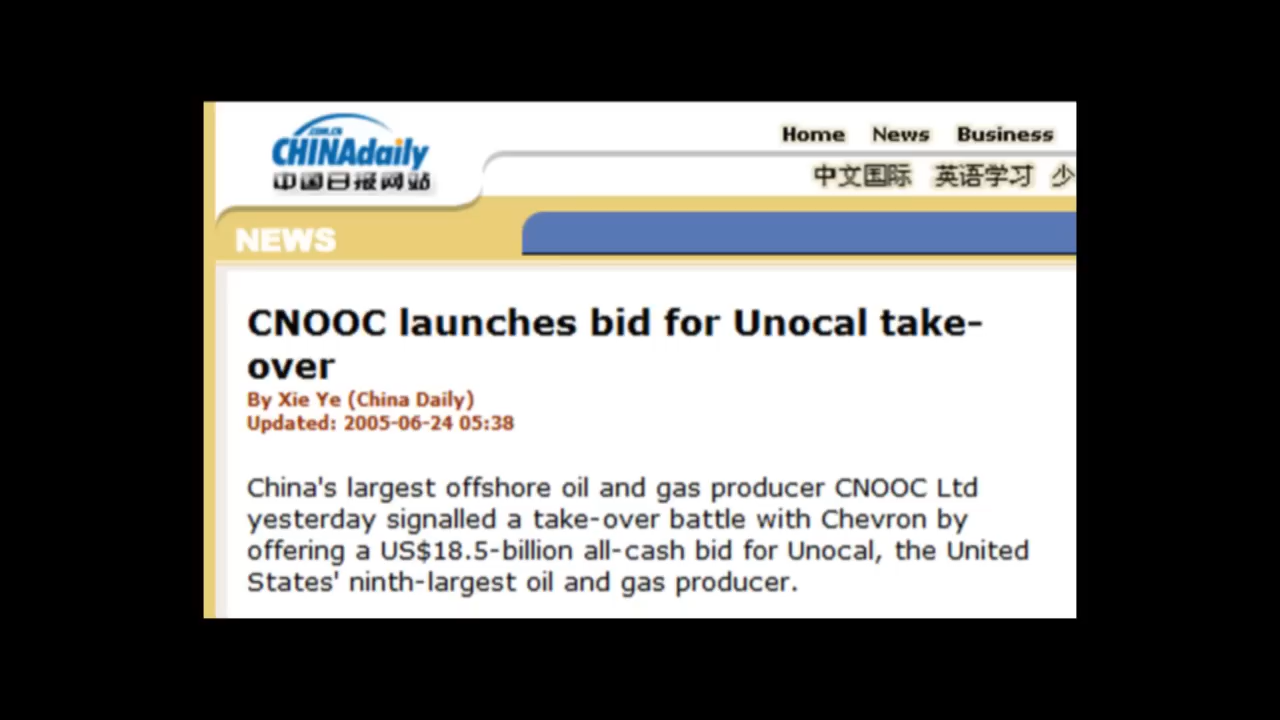 .com.cn
CHINAdaily
中国日报网站
Home News Business
中文国际 英语学习 少
NEWS
CNOOC launches bid for Unocal take-
over
By Xie Ye (China Daily)
Updated: 2005-06-24 05:38
China's largest offshore oil and gas producer CNOOC Ltd
yesterday signalled a take-over battle with Chevron by
offering a US$18.5-billion all-cash bid for Unocal, the United
States' ninth-largest oil and gas producer.